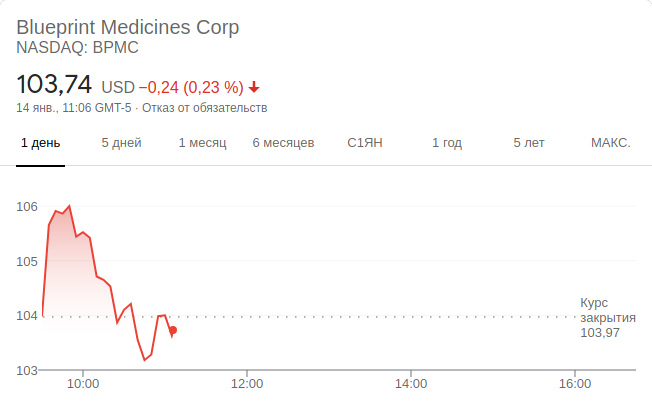 Blueprint Medicines Corp
NASDAQ: BPMC
103,74 USD −0,24 (0,23 %)
14 янв., 11:06 GMT-5 · Отказ от обязательств
1 день 5 дней 1 месяц 6 месяцев С1ЯН 1 год 5 лет МАКС.
106
105
104
103
Курс
закрытия
103,97
10:00 12:00 14:00 16:00